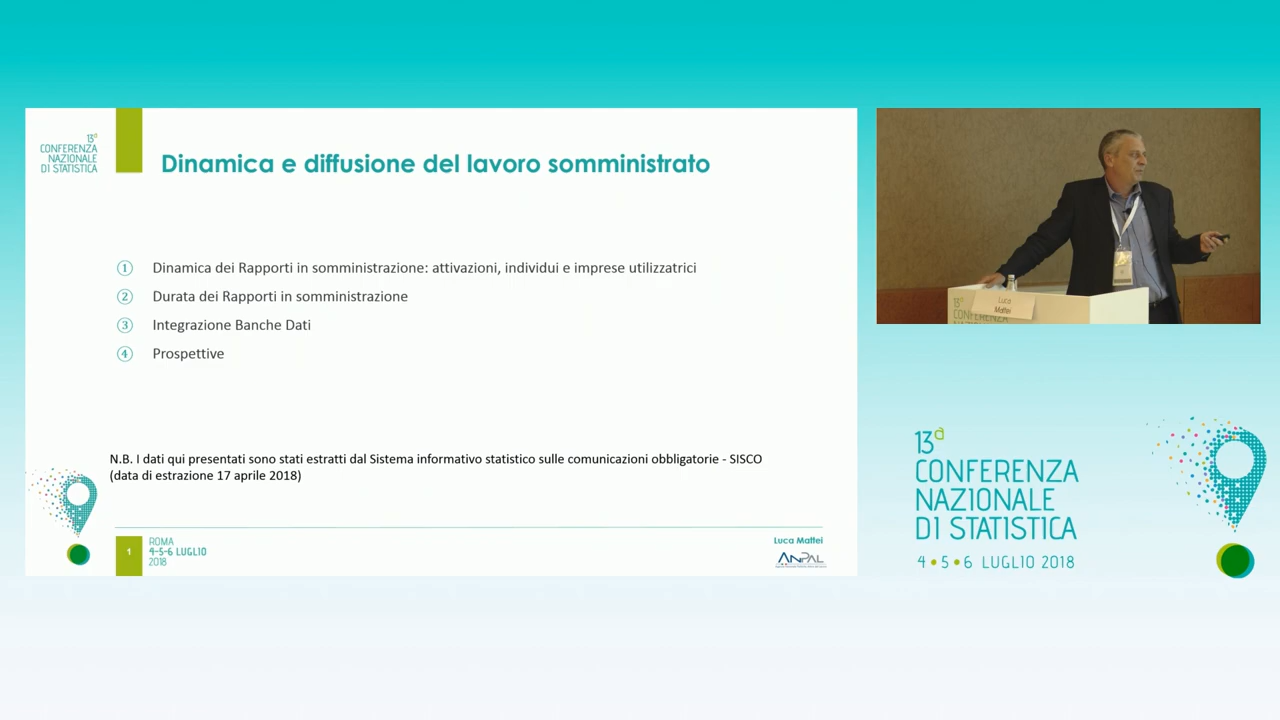 13a
CONFERENZA
NAZIONALE
DI STATISTICA
Dinamica e diffusione del lavoro somministrato
1 Dinamica dei Rapporti in somministrazione: attivazioni, individui e imprese utilizzatrici
2 Durata dei Rapporti in somministrazione
3 Integrazione Banche Dati
4 Prospettive
N.B. I dati qui presentati sono stati estratti dal Sistema informativo statistico sulle comunicazioni obbligatorie - SISCO
(data di estrazione 17 aprile 2018)
1
ROMA
4-5-6 LUGLIO
2018
Luca Mattei
ANPAL
13a
CONFERENZA
Luca
Mattei
13a
CONFERENZA
NAZIONALE
DI STATISTICA
4 • 5 • 6 LUGLIO 2018